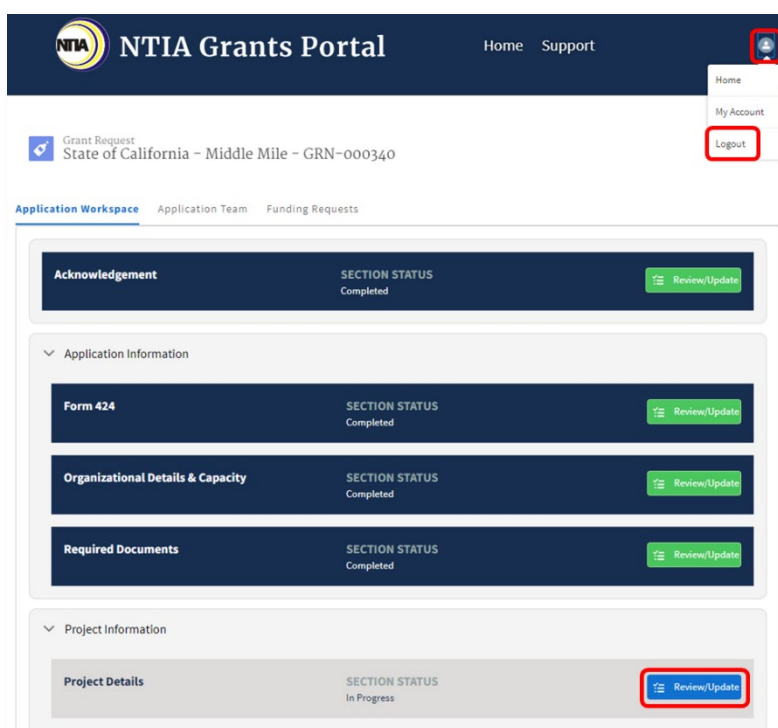 NTIA
NTIA Grants Portal
Home Support
Home
My Account
Logout
Grant Request
State of California - Middle Mile - GRN-000340
Application Workspace Application Team Funding Requests
Acknowledgement
SECTION STATUS
Completed
Review/Update
Application Information
Form 424
SECTION STATUS
Completed
Review/Update
Organizational Details & Capacity
SECTION STATUS
Completed
Review/Update
Required Documents
SECTION STATUS
Completed
Review/Update
Project Information
Project Details
SECTION STATUS
In Progress
Review/Update